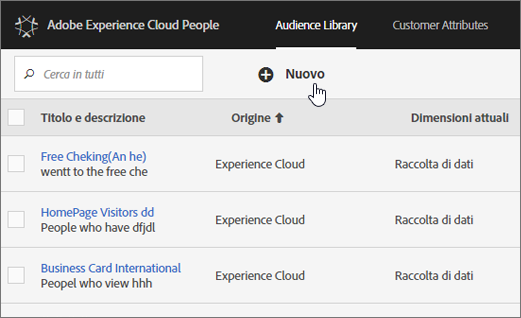 Adobe Experience Cloud People Audience Library Customer Attributes
Cerca in tutti Nuovo
Titolo e descrizione Origine Dimensioni attuali
Free Cheking(An he) Experience Cloud Raccolta di dati
wentt to the free che
HomePage Visitors dd Experience Cloud Raccolta di dati
People who have dfjdl
Business Card International Experience Cloud Raccolta di dati
Peopel who view hhh